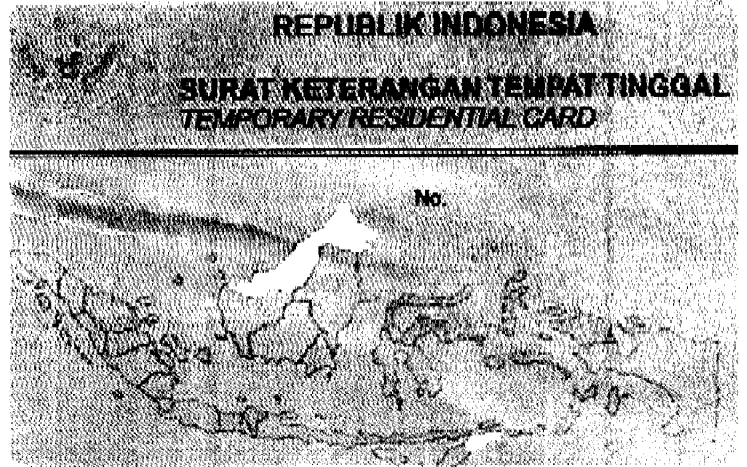 REPUBLIK INDONESIA
SURAT KETERANGAN TEMPAT TINGGAL
TEMPORARY RESIDENTIAL CARD
No.